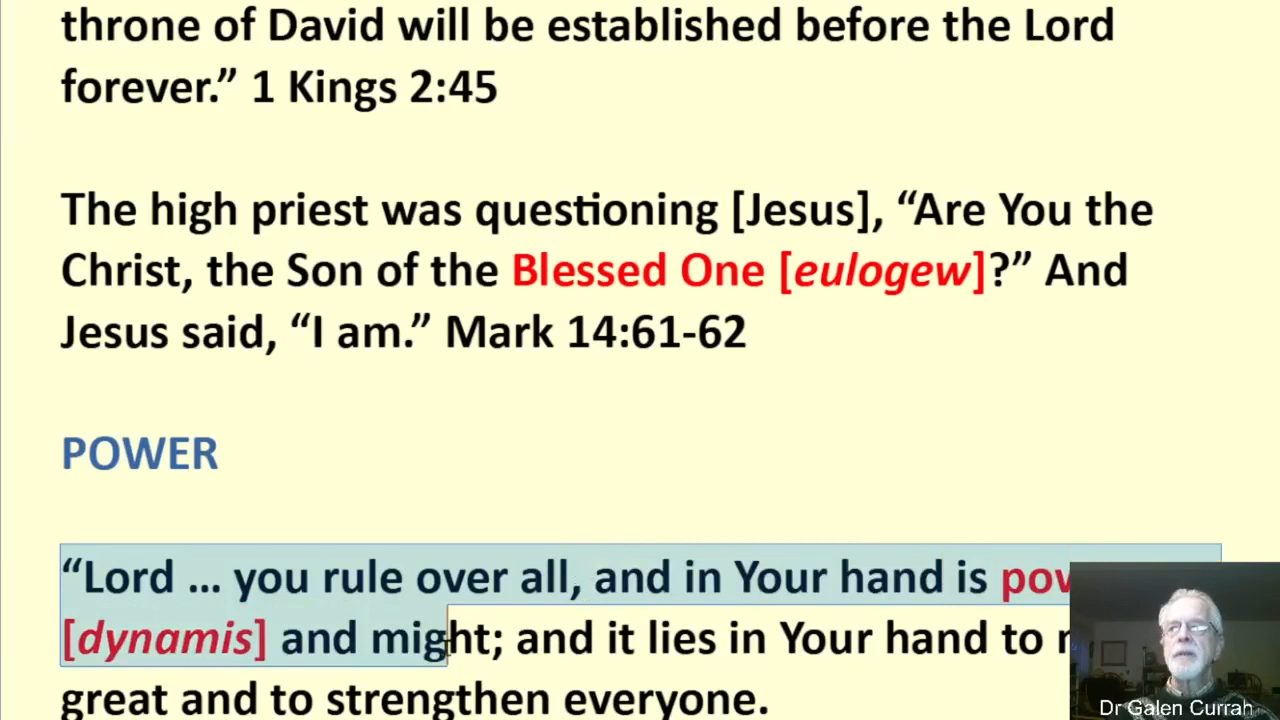 throne of David will be established before the Lord
forever.” 1 Kings 2:45
The high priest was questioning [Jesus], “Are You the
Christ, the Son of the Blessed One [eulogew]?” And
Jesus said, “I am.” Mark 14:61-62
POWER
“Lord … you rule over all, and in Your hand is
[dynamis] and might; and it lies in Your hand to
great and to strengthen everyone.
Dr Galen Currah